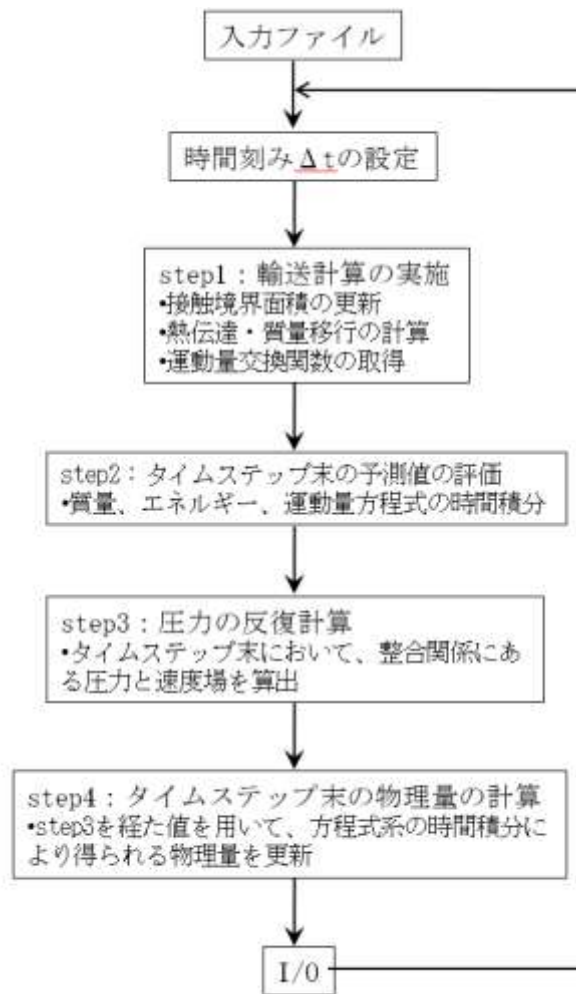 入力ファイル
時間刻みΔtの設定
step1：輸送計算の実施
•接触境界面積の更新
•熱伝達・質量移行の計算
•運動量交換関数の取得
step2：タイムステップ末の予測値の評価
•質量、エネルギー、運動量方程式の時間積分
step3：圧力の反復計算
•タイムステップ末において、整合関係にあ
る圧力と速度場を算出
step4：タイムステップ末の物理量の計算
•step3を経た値を用いて、方程式系の時間積分に
より得られる物理量を更新
I/O